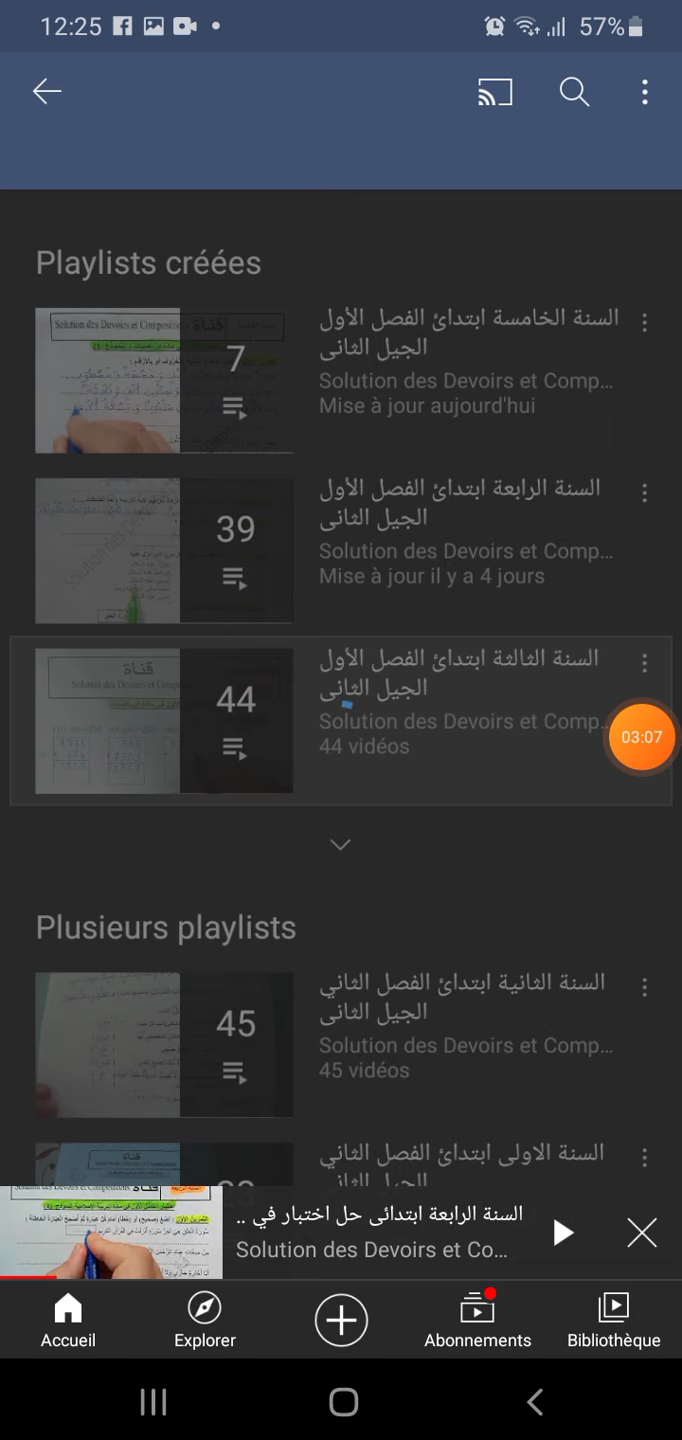 12:25
57%
Playlists créées
7
السنة الخامسة ابتدائ الفصل الأول
الجيل الثانى
Solution des Devoirs et Comp...
Mise à jour aujourd'hui
39
السنة الرابعة ابتدائ الفصل الأول
الجيل الثانى
Solution des Devoirs et Comp...
Mise à jour il y a 4 jours
44
السنة الثالثة ابتدائ الفصل الأول
الجيل الثانى
Solution des Devoirs et Comp...
44 vidéos
03:07
Plusieurs playlists
45
السنة الثانية ابتدائ الفصل الثاني
الجيل الثانى
Solution des Devoirs et Comp...
45 vidéos
23
السنة الاولى ابتدائ الفصل الثاني
الجيل الثانى
السنة الرابعة ابتدائى حل اختبار في ..
Solution des Devoirs et Co...
Accueil
Explorer
Abonnements
Bibliothèque